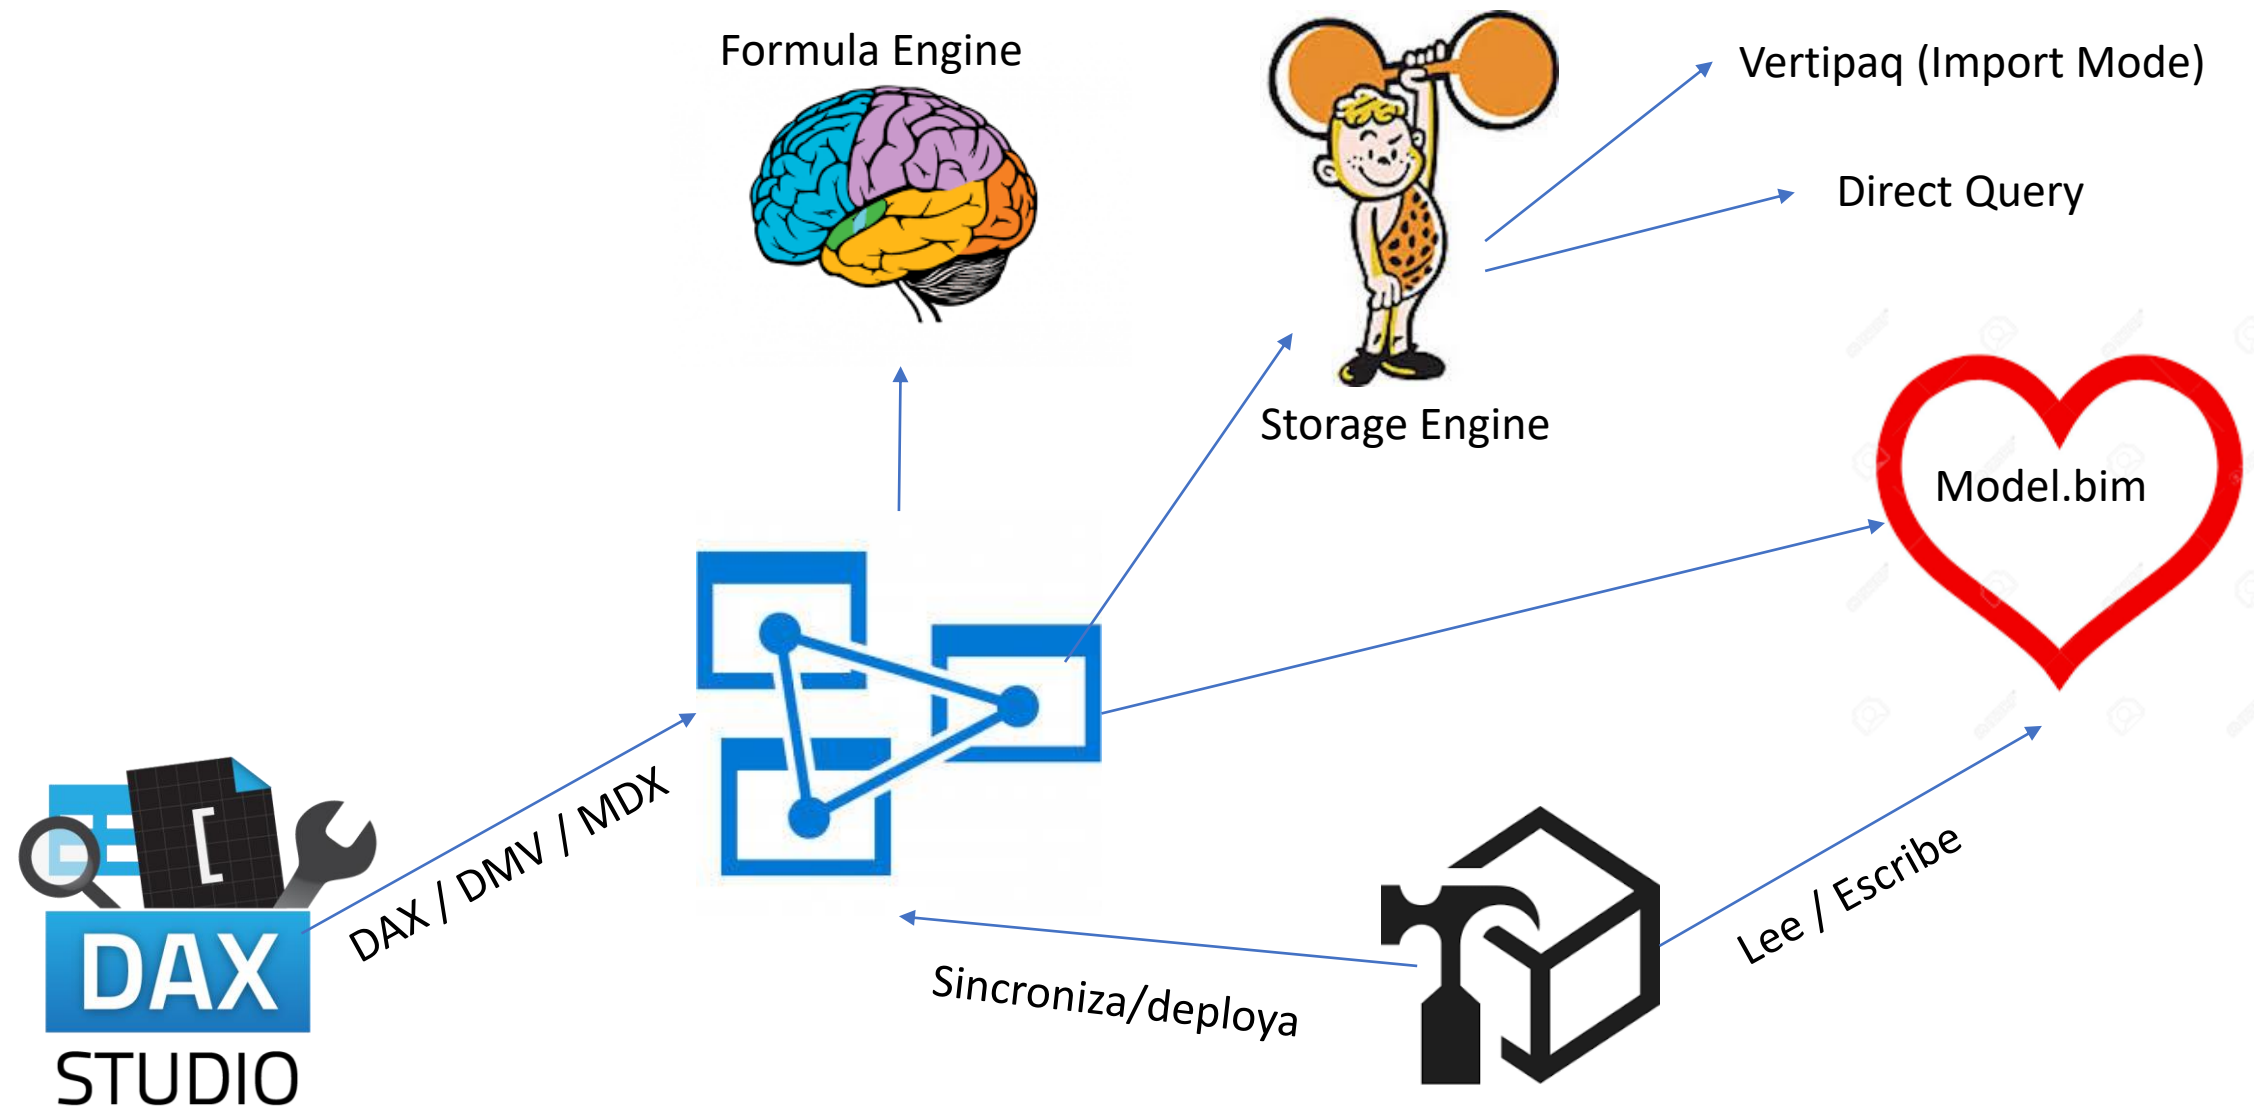 Formula Engine
Vertipaq (Import Mode)
Direct Query
Storage Engine
Model.bim
DAX / DMV / MDX
Lee / Escribe
Sincroniza/deploya
[
DAX
STUDIO